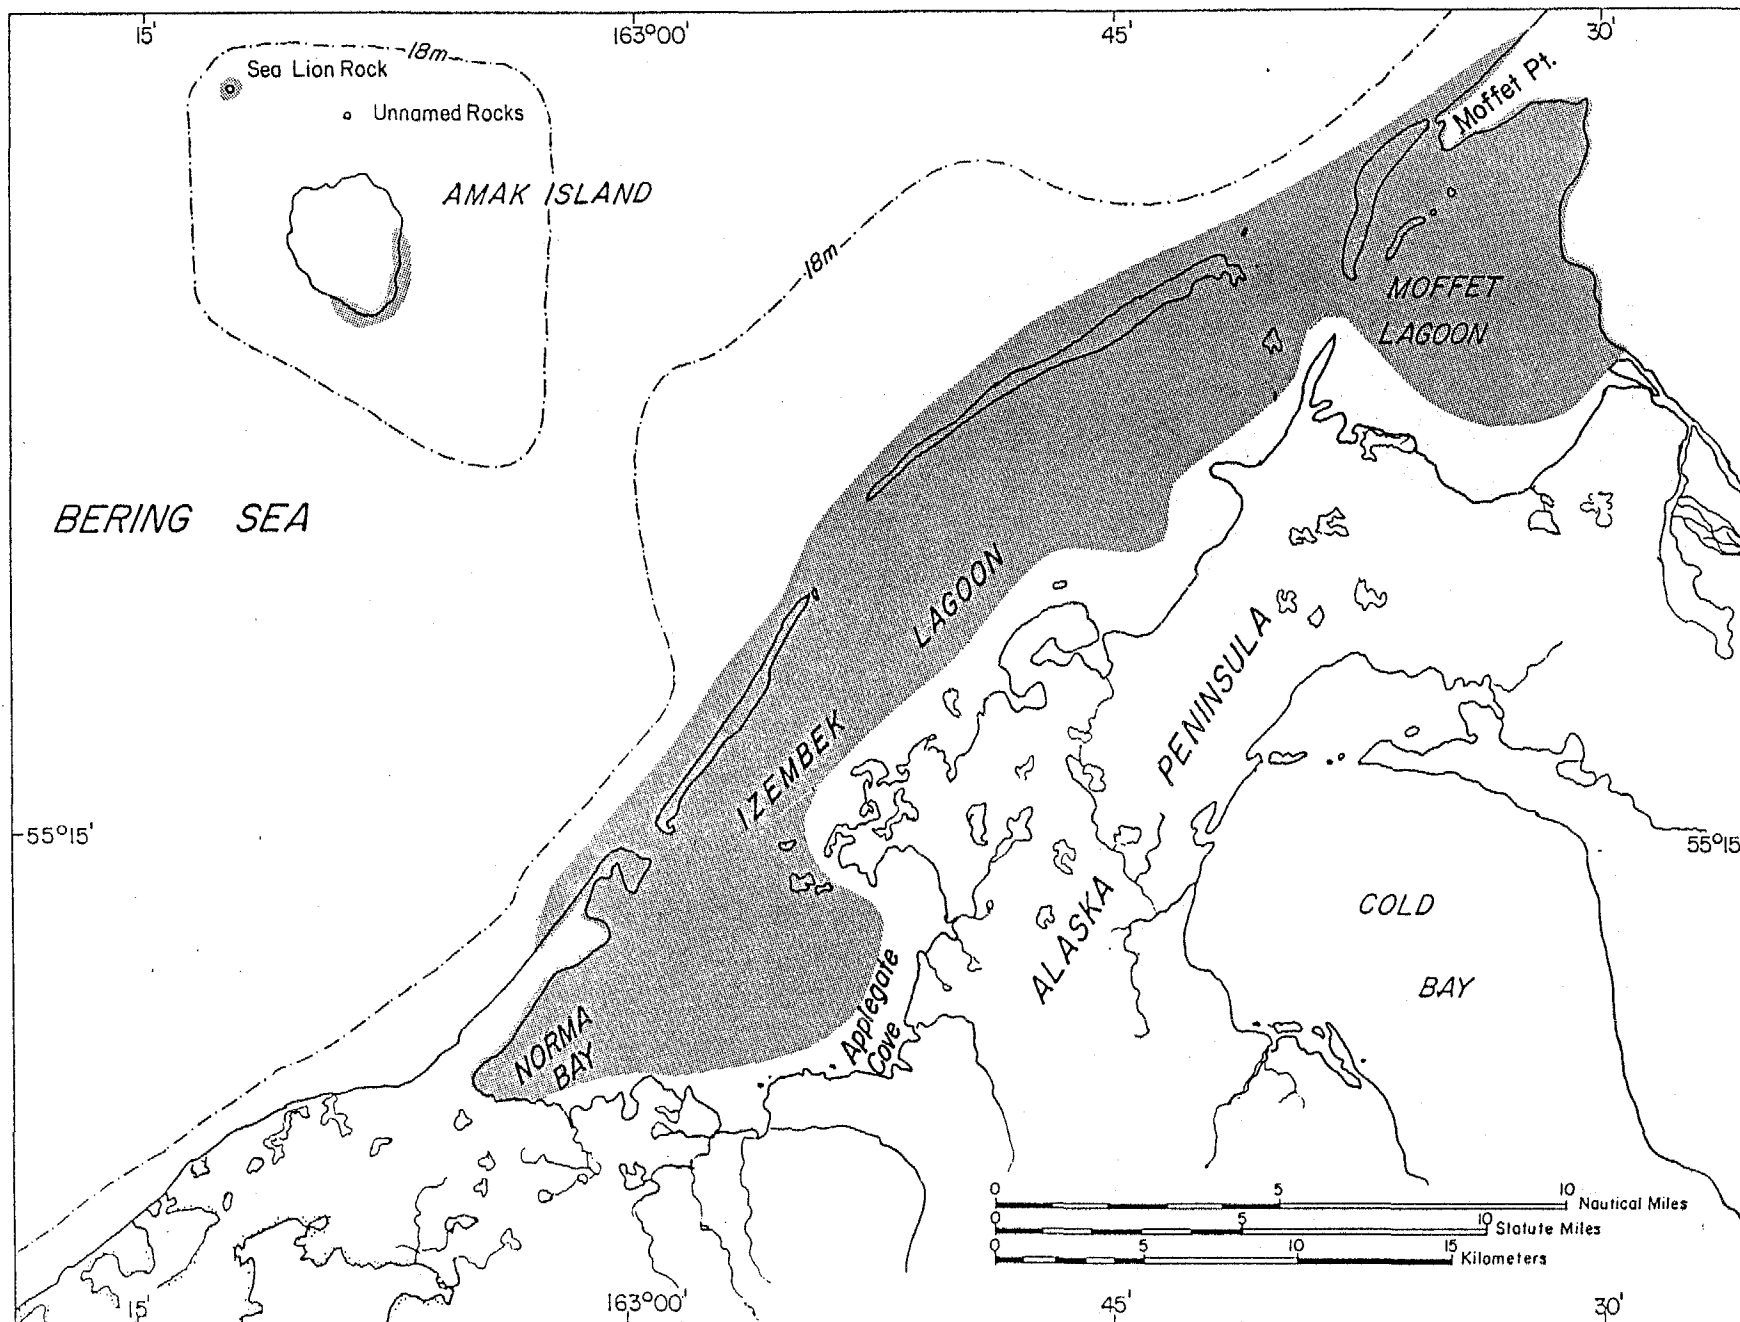 15'
163°00'
45'
30'
18m
Sea Lion Rock
Unnamed Rocks
Moffet Pt.
AMAK ISLAND
18m
MOFFET
LAGOON
BERING SEA
LAGOON
IZEMBEK
PENINSULA
ALASKA
55°15'
55°15'
COLD
BAY
Applegate
Cove
NORMA
BAY
0 5 10 Nautical Miles
0 5 10 Statute Miles
0 5 10 15 Kilometers
15'
163°00'
45'
30'